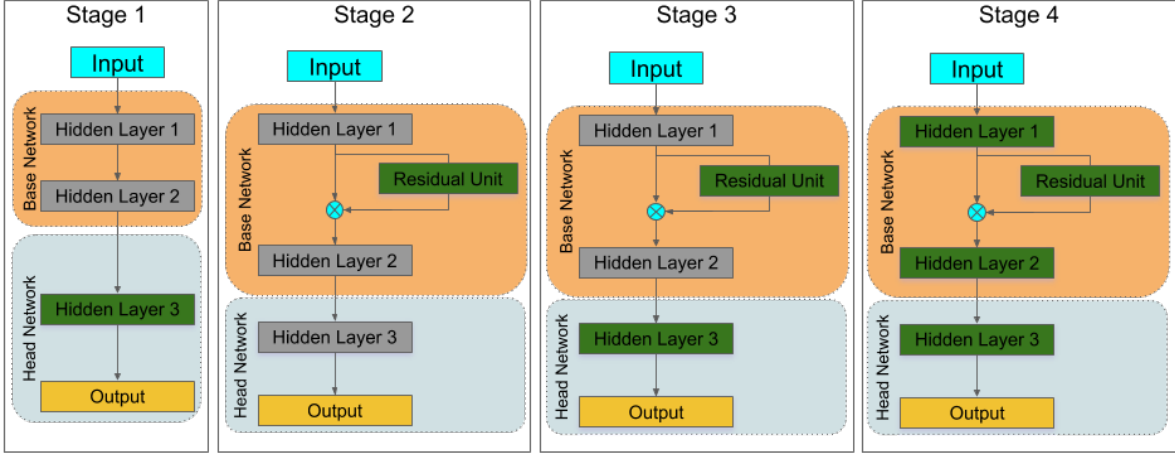 Stage 1
Input
Base Network
Hidden Layer 1
Hidden Layer 2
Head Network
Hidden Layer 3
Output
Stage 2
Input
Base Network
Hidden Layer 1
Residual Unit
Hidden Layer 2
Head Network
Hidden Layer 3
Output
Stage 3
Input
Base Network
Hidden Layer 1
Residual Unit
Hidden Layer 2
Head Network
Hidden Layer 3
Output
Stage 4
Input
Base Network
Hidden Layer 1
Residual Unit
Hidden Layer 2
Head Network
Hidden Layer 3
Output